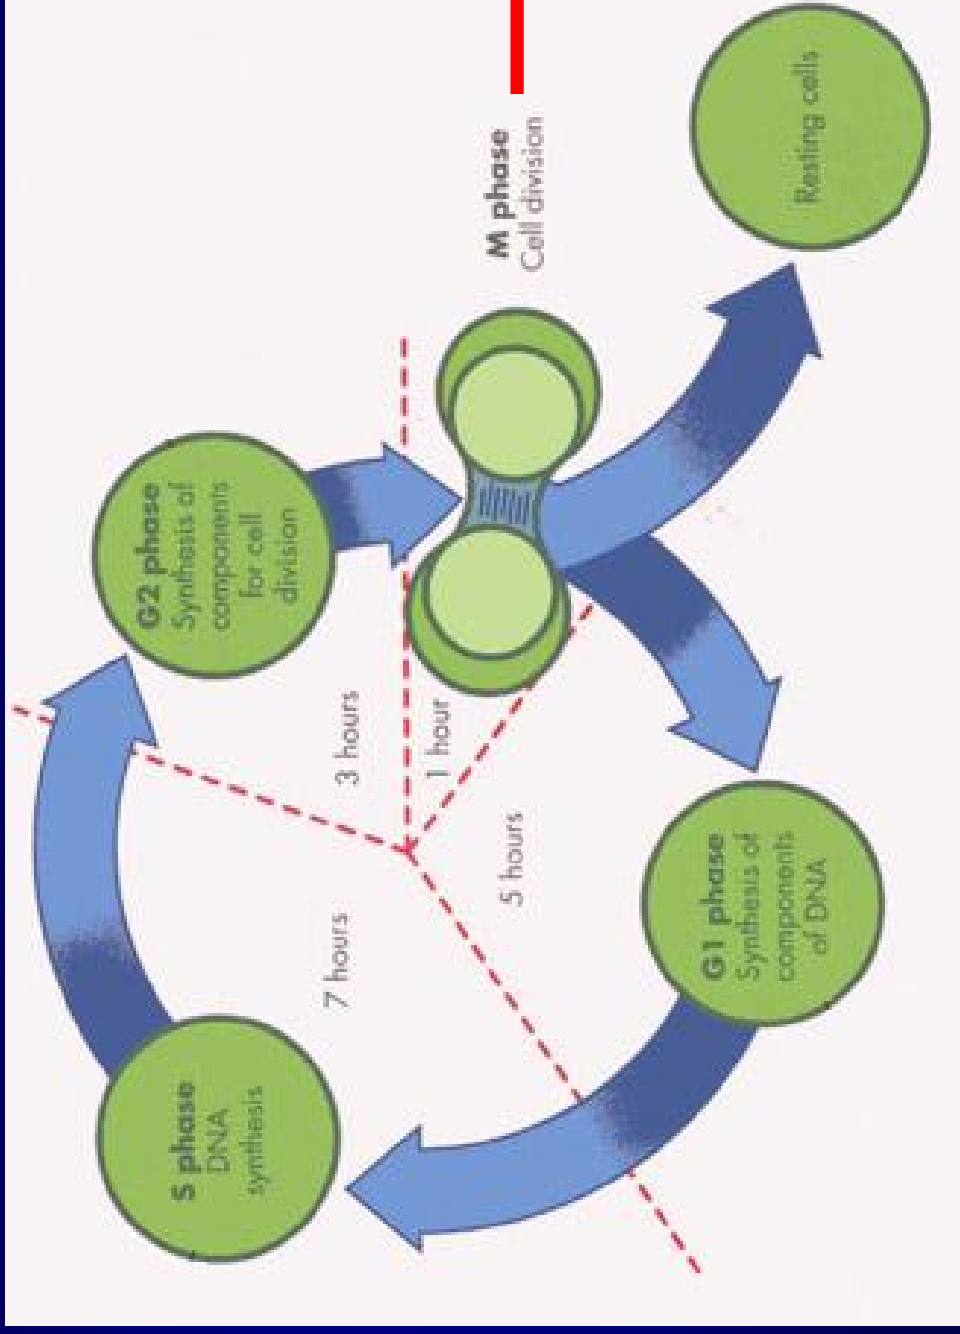 S phase
DNA
synthesis
G2 phase
Synthesis of
components
for cell
division
7 hours
3 hours
1 hour
5 hours
M phase
Cell division
G1 phase
Synthesis of
components
of DNA
Resting cells